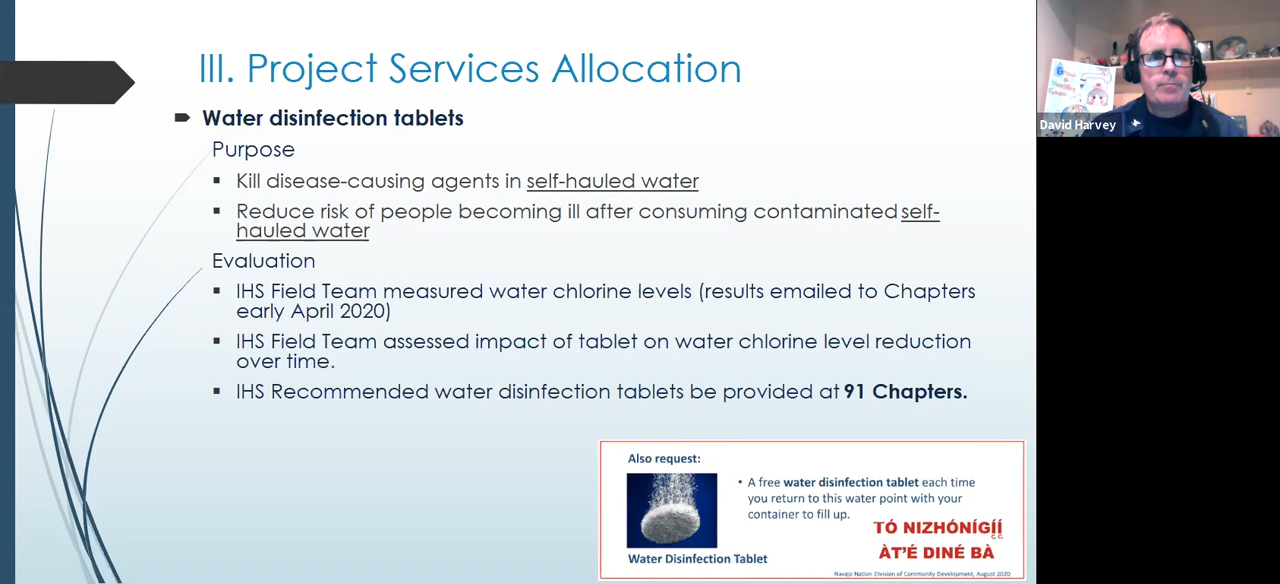 III. Project Services Allocation
Water disinfection tablets
Purpose
Kill disease-causing agents in self-hauled water
Reduce risk of people becoming ill after consuming contaminated self-
hauled water
Evaluation
IHS Field Team measured water chlorine levels (results emailed to Chapters
early April 2020)
IHS Field Team assessed impact of tablet on water chlorine level reduction
over time.
IHS Recommended water disinfection tablets be provided at 91 Chapters.
Also request:
• A free water disinfection tablet each time
you return to this water point with your
container to fill up.
TÓ NIZHÓNÍGÍ̜Í̜
ÀT'É DINÉ BÀ
Water Disinfection Tablet
Navajo Nation Division of Community Development, August 2020
David Harvey